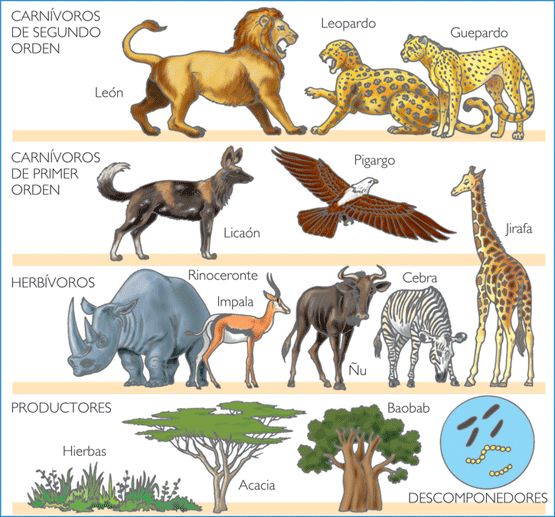 CARNÍVOROS
DE SEGUNDO
ORDEN
León
Leopardo
Guepardo
CARNÍVOROS
DE PRIMER
ORDEN
Licaón
Pigargo
Jirafa
HERBÍVOROS
Rinoceronte
Impala
Ñu
Cebra
PRODUCTORES
Hierbas
Acacia
Baobab
DESCOMPONEDORES